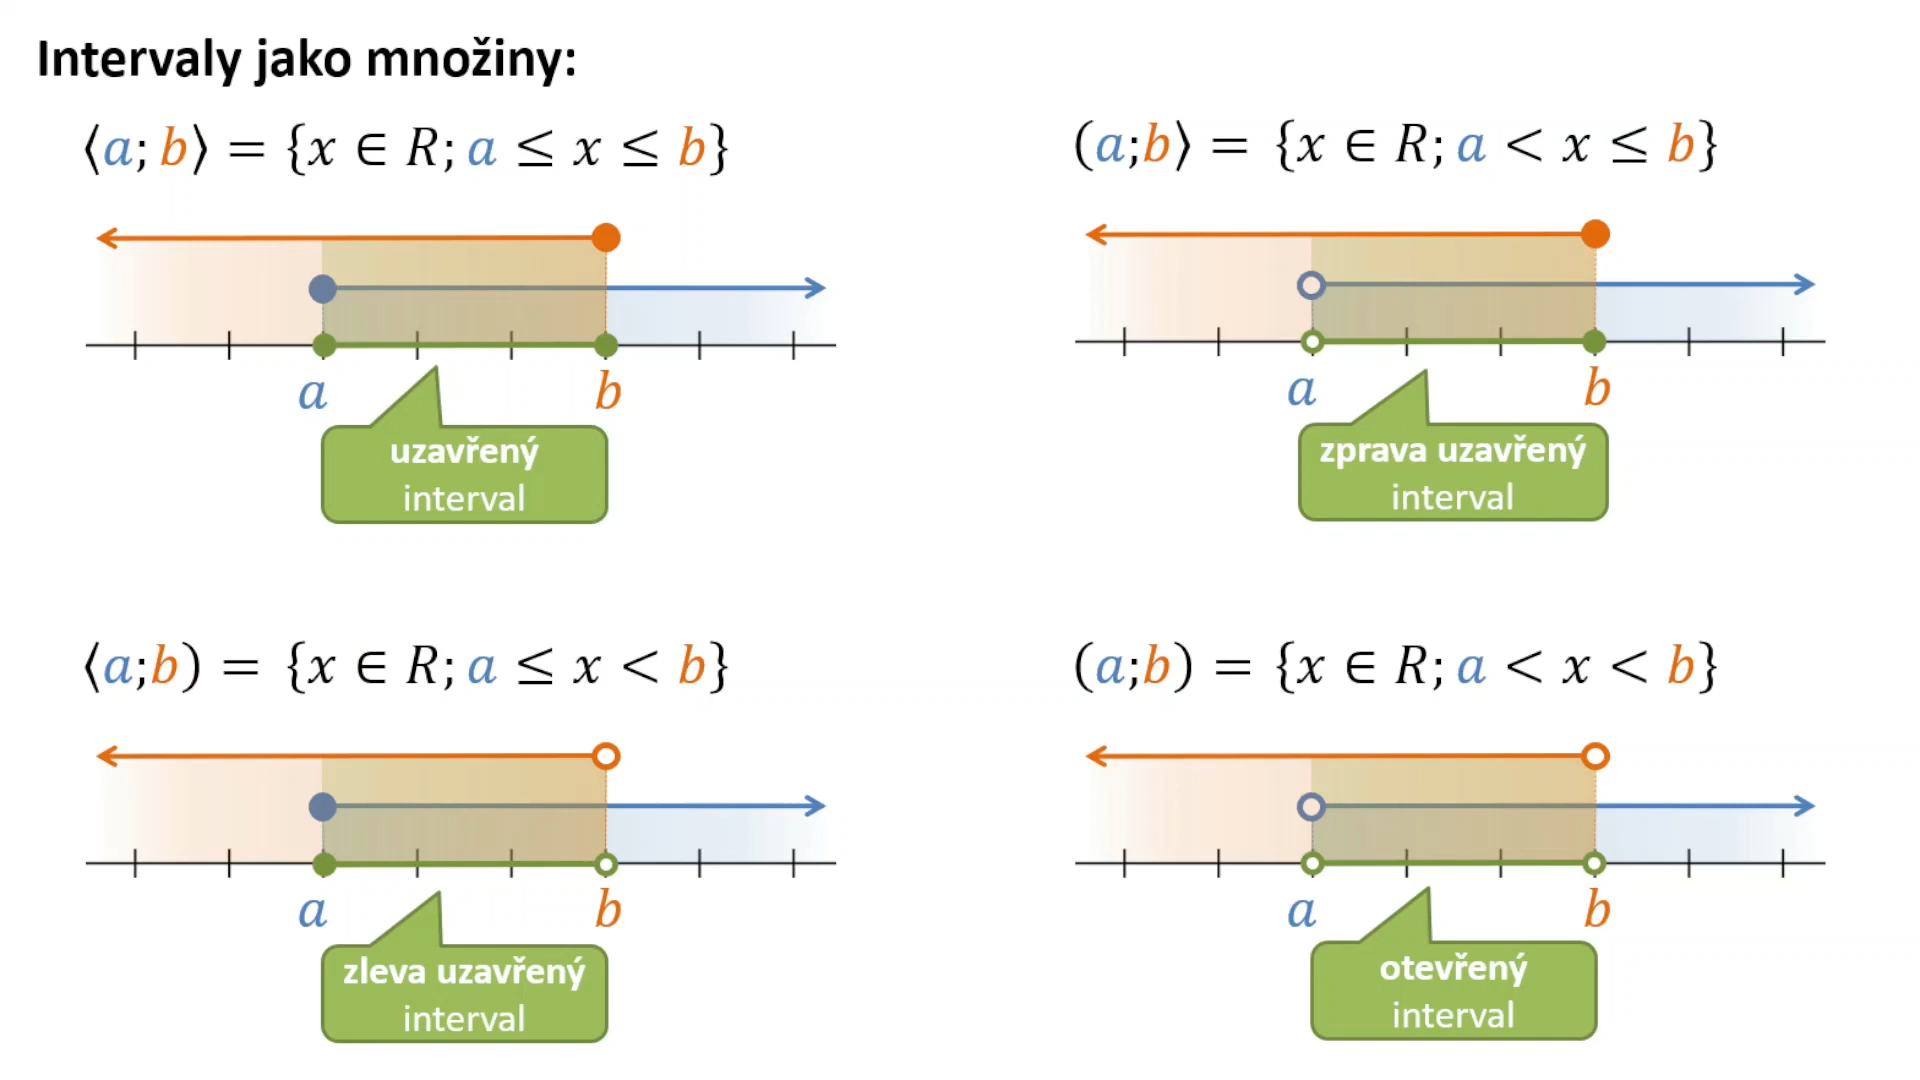 Intervaly jako množiny:
⟨a; b⟩ = {x ∈ R; a ≤ x ≤ b}
a b
uzavřený
interval
(a;b⟩ = {x ∈ R; a < x ≤ b}
a b
zprava uzavřený
interval
⟨a;b) = {x ∈ R; a ≤ x < b}
a b
zleva uzavřený
interval
(a;b) = {x ∈ R; a < x < b}
a b
otevřený
interval